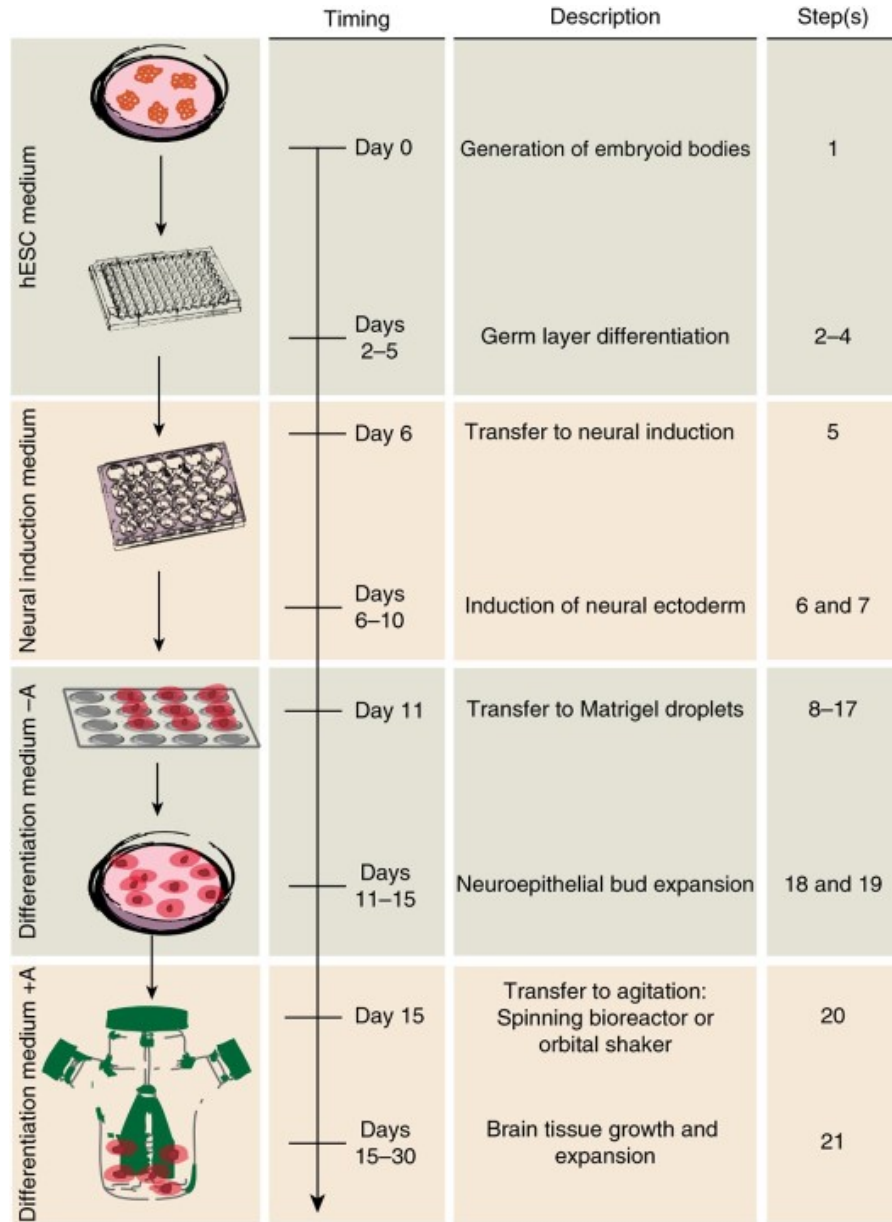 Timing Description Step(s)
hESC medium
Day 0 Generation of embryoid bodies 1
Days
2–5 Germ layer differentiation 2–4
Neural induction medium
Day 6 Transfer to neural induction 5
Days
6–10 Induction of neural ectoderm 6 and 7
Differentiation medium –A
Day 11 Transfer to Matrigel droplets 8–17
Days
11–15 Neuroepithelial bud expansion 18 and 19
Differentiation medium +A
Day 15 Transfer to agitation:
Spinning bioreactor or
orbital shaker 20
Days
15–30 Brain tissue growth and
expansion 21